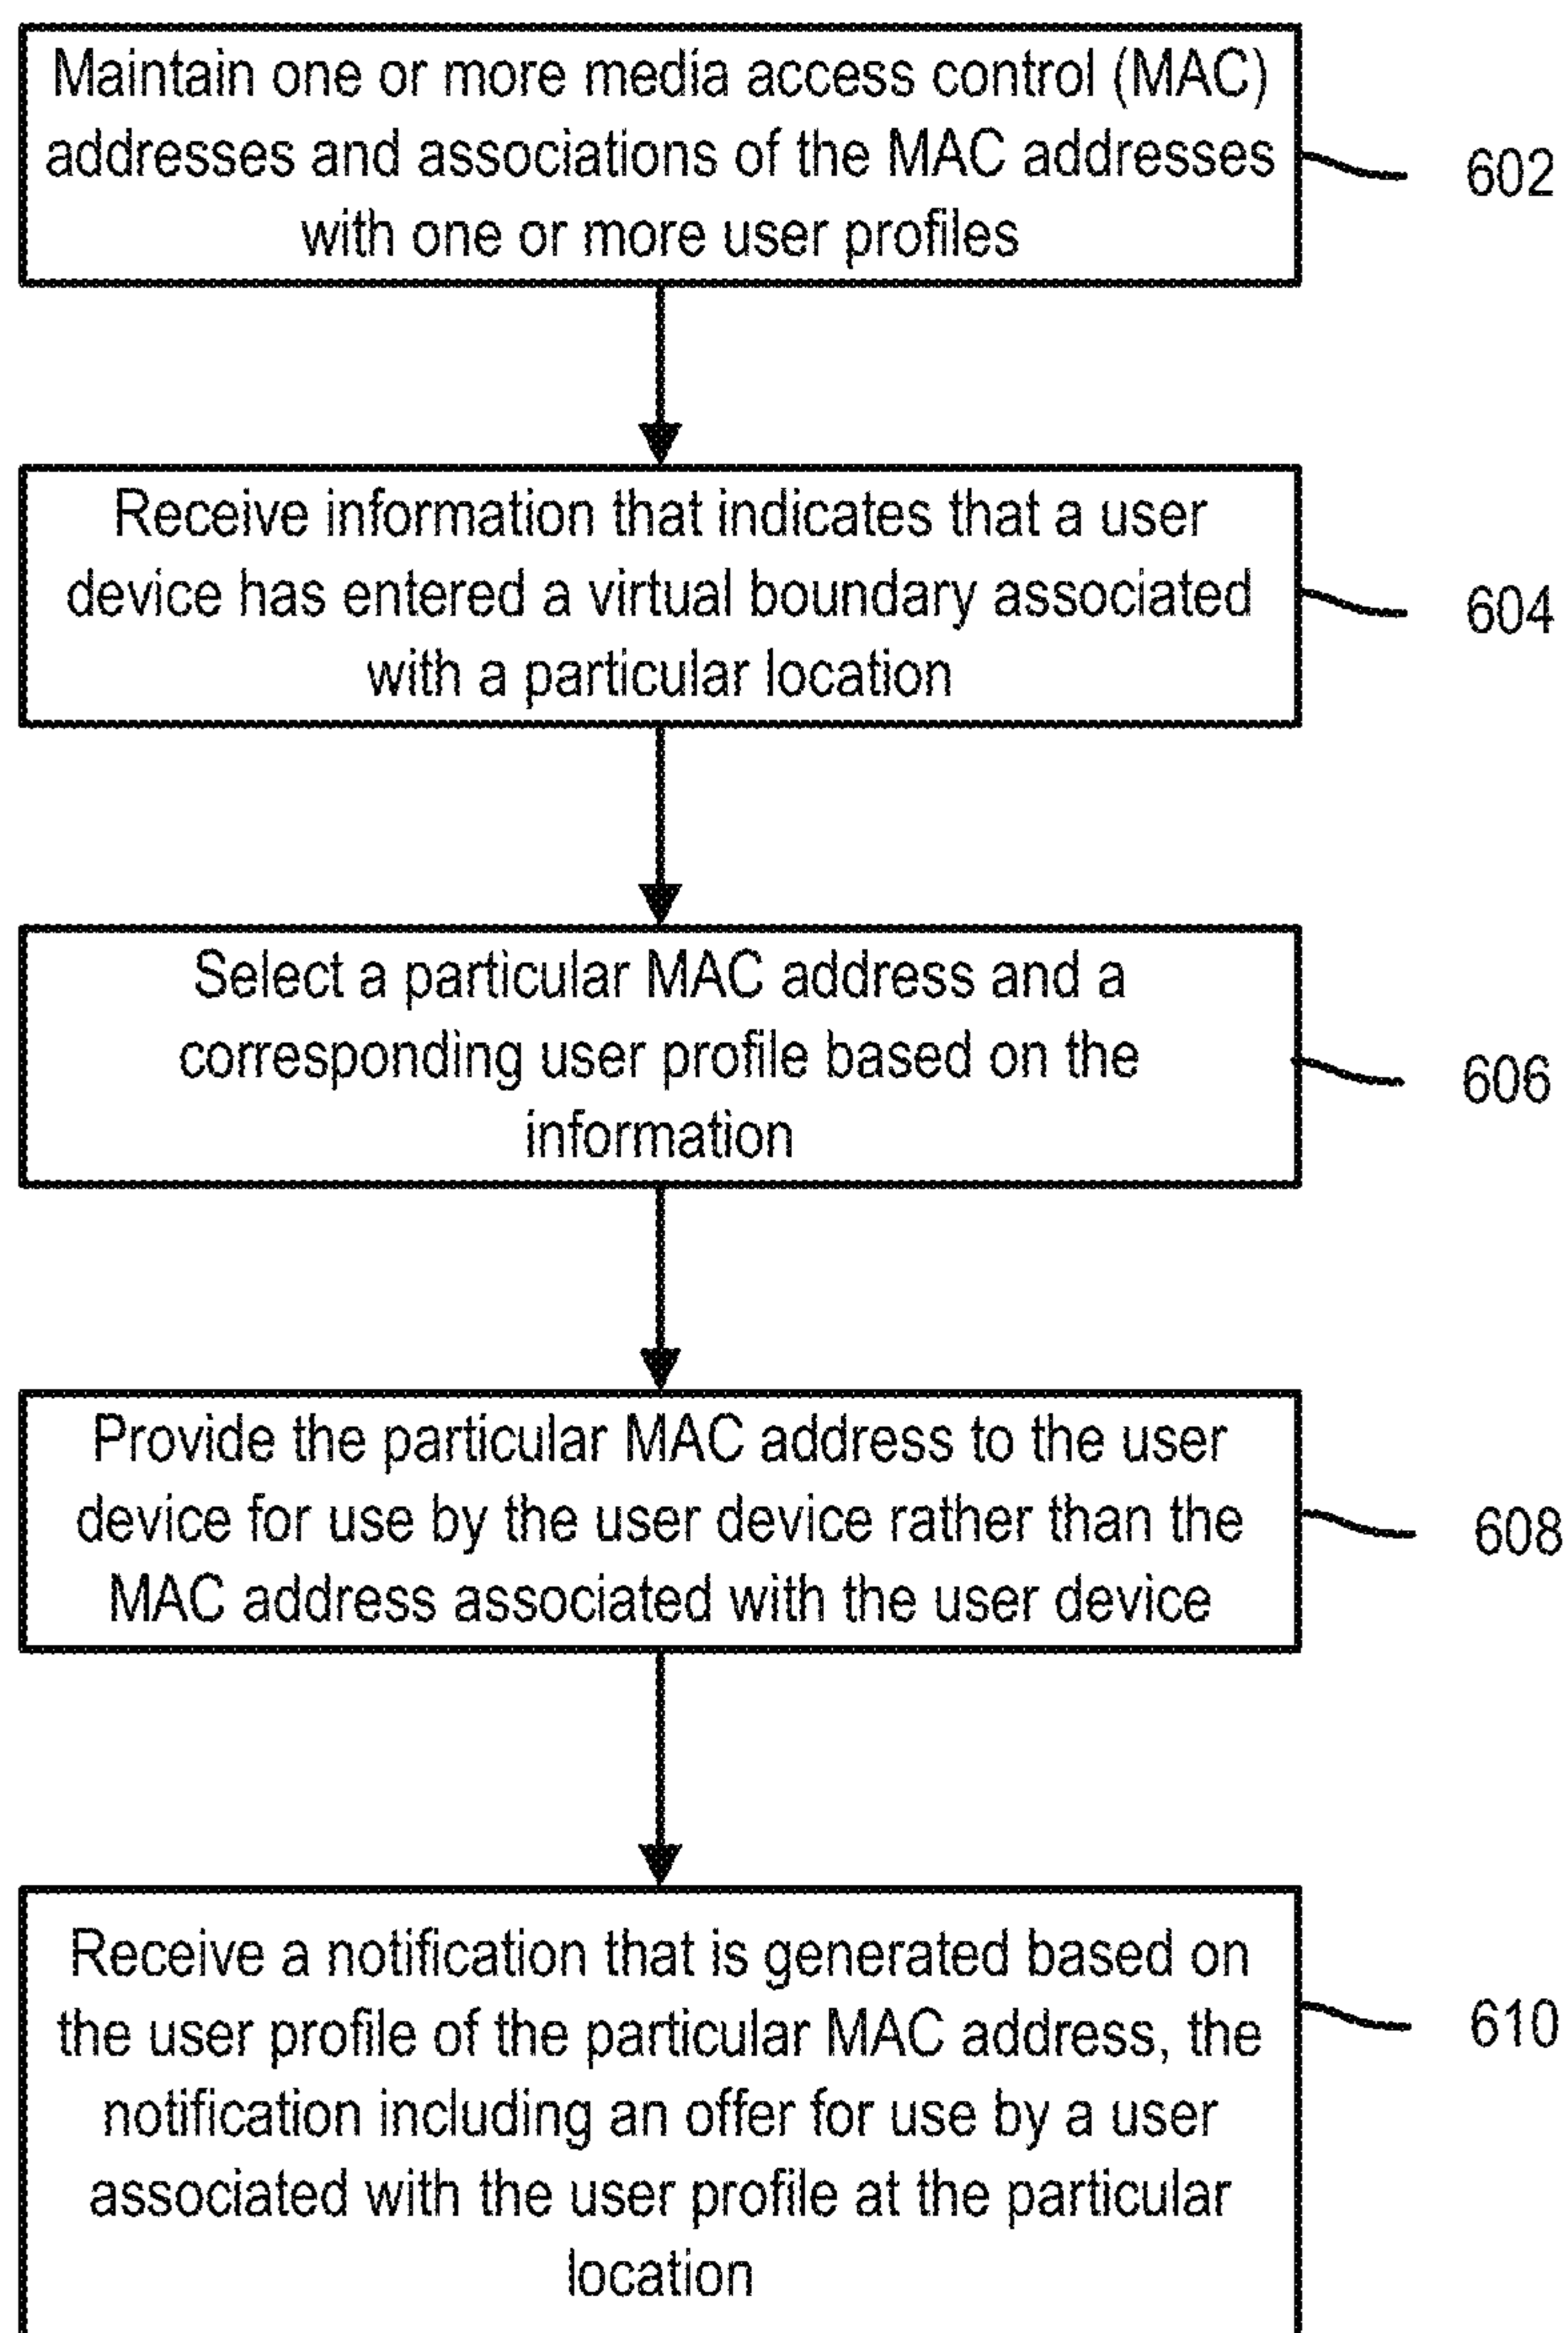 Maintain one or more media access control (MAC)
addresses and associations of the MAC addresses
with one or more user profiles
602
Receive information that indicates that a user
device has entered a virtual boundary associated
with a particular location
604
Select a particular MAC address and a
corresponding user profile based on the
information
606
Provide the particular MAC address to the user
device for use by the user device rather than the
MAC address associated with the user device
608
Receive a notification that is generated based on
the user profile of the particular MAC address, the
notification including an offer for use by a user
associated with the user profile at the particular
location
610